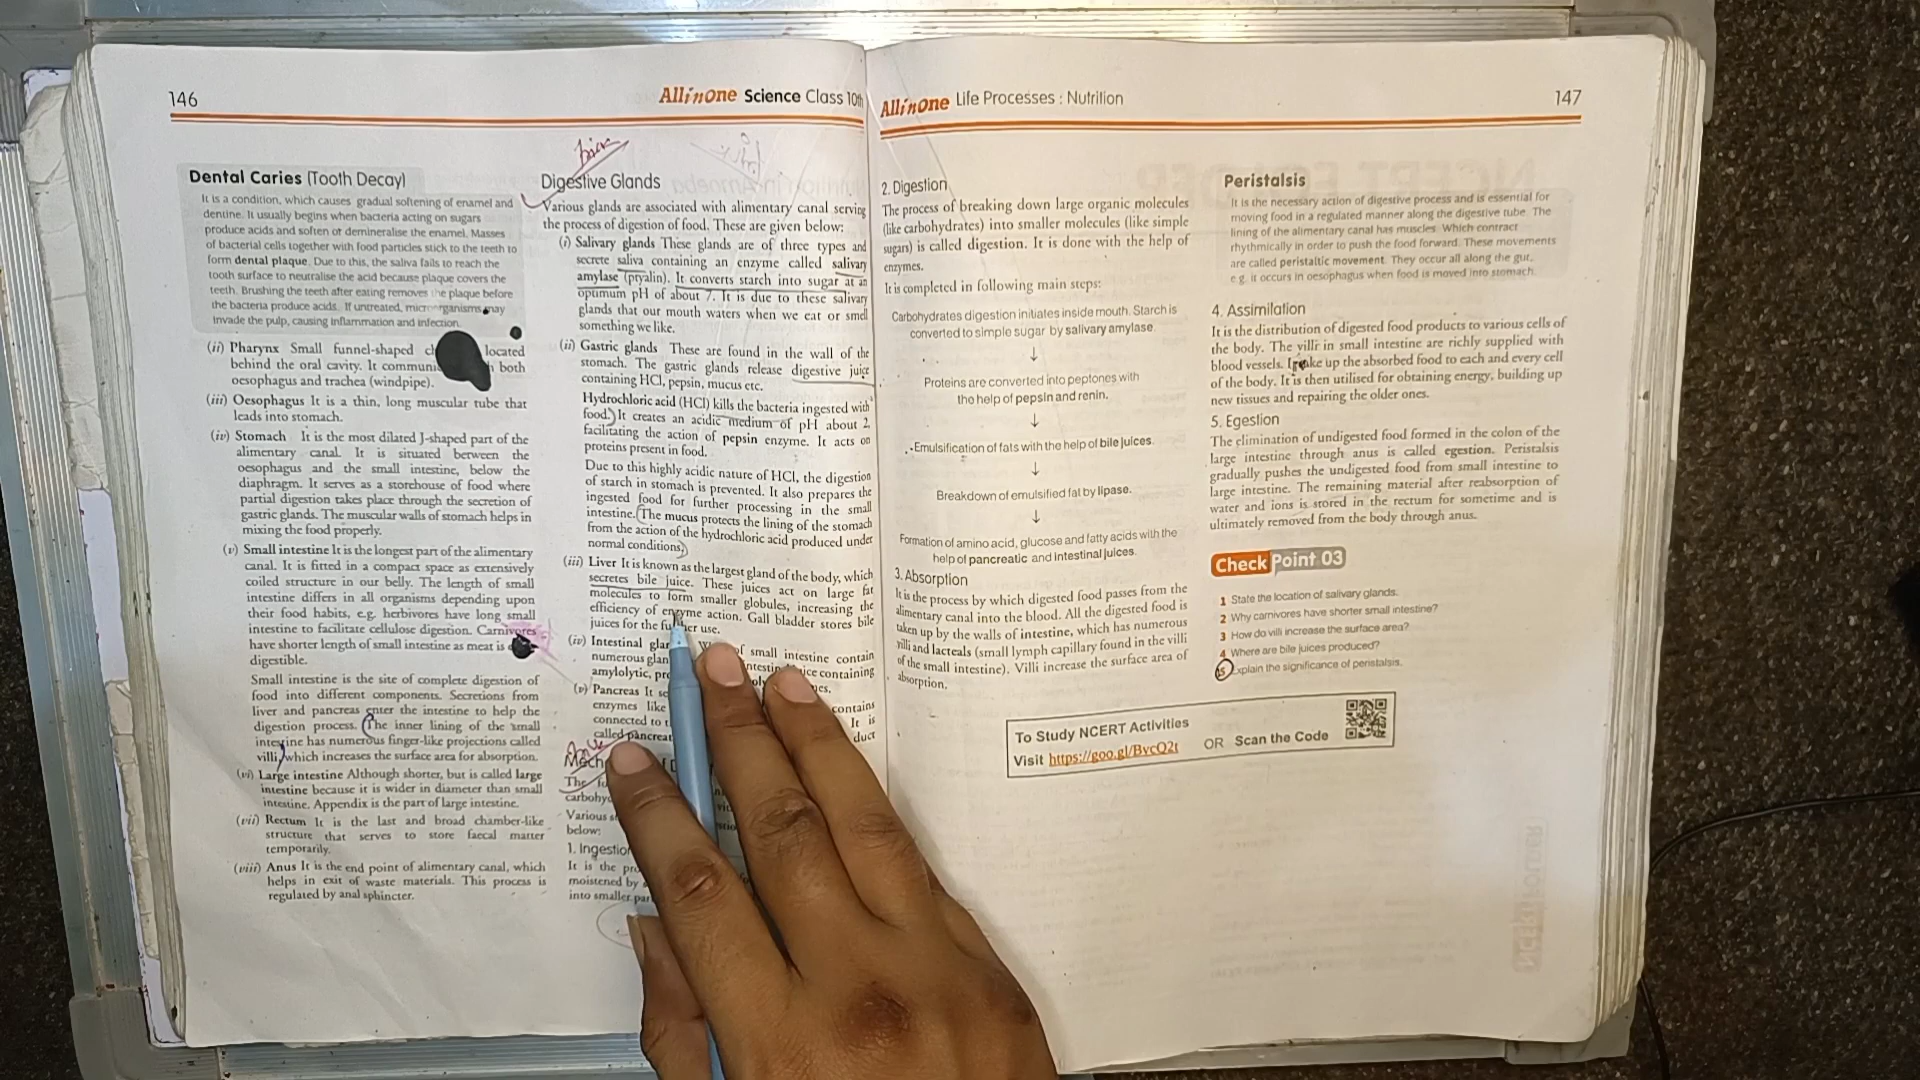 146
All in One Science Class 10th
Dental Caries (Tooth Decay)
It is a condition, which causes gradual softening of enamel and
dentine. It usually begins when bacteria acting on sugars
produce acids and soften or demineralise the enamel. Masses
of bacterial cells together with food particles stick to the teeth to
form dental plaque. Due to this, the saliva fails to reach the
tooth surface to neutralise the acid because plaque covers the
teeth. Brushing the teeth after eating removes the plaque before
the bacteria produce acids. If untreated, microorganisms may
invade the pulp, causing inflammation and infection.
(ii) Pharynx Small funnel-shaped located
behind the oral cavity. It both
oesophagus and trachea (windpipe).
(iii) Oesophagus It is a thin, long muscular tube that
leads into stomach.
(iv) Stomach It is the most dilated J-shaped part of the
alimentary canal. It is situated between the
oesophagus and the small intestine, below the
diaphragm. It serves as a storehouse of food where
partial digestion takes place through the secretion of
gastric glands. The muscular walls of stomach helps in
mixing the food properly.
(v) Small intestine It is the longest part of the alimentary
canal. It is fitted in a compact space as extensively
coiled structure in our belly. The length of small
intestine differs in all organisms depending upon
their food habits, e.g. herbivores have long small
intestine to facilitate cellulose digestion. Carnivores
have shorter length of small intestine as meat is
digestible.
Small intestine is the site of complete digestion of
food into different components. Secretions from
liver and pancreas enter the intestine to help the
digestion process. The inner lining of the small
intestine has numerous finger-like projections called
villi, which increases the surface area for absorption.
(vi) Large intestine Although shorter, but is called large
intestine because it is wider in diameter than small
intestine. Appendix is the part of large intestine.
(vii) Rectum It is the last and broad chamber-like
structure that serves to store faecal matter
temporarily.
(viii) Anus It is the end point of alimentary canal, which
helps in exit of waste materials. This process is
regulated by anal sphincter.
Digestive Glands
Various glands are associated with alimentary canal serving
the process of digestion of food. These are given below:
(i) Salivary glands These glands are of three types and
secrete saliva containing an enzyme called salivary
amylase (ptyalin). It converts starch into sugar at an
optimum pH of about 7. It is due to these salivary
glands that our mouth waters when we eat or smell
something we like.
(ii) Gastric glands These are found in the wall of the
stomach. The gastric glands release digestive juice
containing HCl, pepsin, mucus etc.
Hydrochloric acid (HCl) kills the bacteria ingested with
food. It creates an acidic medium of pH about 2,
facilitating the action of pepsin enzyme. It acts on
proteins present in food.
Due to this highly acidic nature of HCl, the digestion
of starch in stomach is prevented. It also prepares the
ingested food for further processing in the small
intestine. (The mucus protects the lining of the stomach
from the action of the hydrochloric acid produced under
normal conditions.)
(iii) Liver It is known as the largest gland of the body, which
secretes bile juice. These juices act on large fat
molecules to form smaller globules, increasing the
efficiency of enzyme action. Gall bladder stores bile
juices for the use.
(iv) Intestinal of small intestine contain
numerous containing
amylolytic,
(v) Pancreas It contains
enzymes like It is
connected to duct
called
The
Various
below:
1. Ingestion
It is the
moistened by
into smaller
All in One Life Processes : Nutrition
147
2. Digestion
The process of breaking down large organic molecules
(like carbohydrates) into smaller molecules (like simple
sugars) is called digestion. It is done with the help of
enzymes.
It is completed in following main steps:
Carbohydrates digestion initiates inside mouth. Starch is
converted to simple sugar by salivary amylase.
↓
Proteins are converted into peptones with
the help of pepsin and renin.
↓
Emulsification of fats with the help of bile juices.
↓
Breakdown of emulsified fat by lipase.
↓
Formation of amino acid, glucose and fatty acids with the
help of pancreatic and intestinal juices.
3. Absorption
It is the process by which digested food passes from the
alimentary canal into the blood. All the digested food is
taken up by the walls of intestine, which has numerous
villi and lacteals (small lymph capillary found in the villi
of the small intestine). Villi increase the surface area of
absorption.
Peristalsis
It is the necessary action of digestive process and is essential for
moving food in a regulated manner along the digestive tube. The
lining of the alimentary canal has muscles. Which contract
rhythmically in order to push the food forward. These movements
are called peristaltic movement. They occur all along the gut,
e.g. it occurs in oesophagus when food is moved into stomach.
4. Assimilation
It is the distribution of digested food products to various cells of
the body. The villi in small intestine are richly supplied with
blood vessels. up the absorbed food to each and every cell
of the body. It is then utilised for obtaining energy, building up
new tissues and repairing the older ones.
5. Egestion
The elimination of undigested food formed in the colon of the
large intestine through anus is called egestion. Peristalsis
gradually pushes the undigested food from small intestine to
large intestine. The remaining material after reabsorption of
water and ions is stored in the rectum for sometime and is
ultimately removed from the body through anus.
Check Point 03
1 State the location of salivary glands.
2 Why carnivores have shorter small intestine?
3 How do villi increase the surface area?
4 Where are bile juices produced?
5 Explain the significance of peristalsis.
To Study NCERT Activities
Visit https://goo.gl/BvcQ2t OR Scan the Code